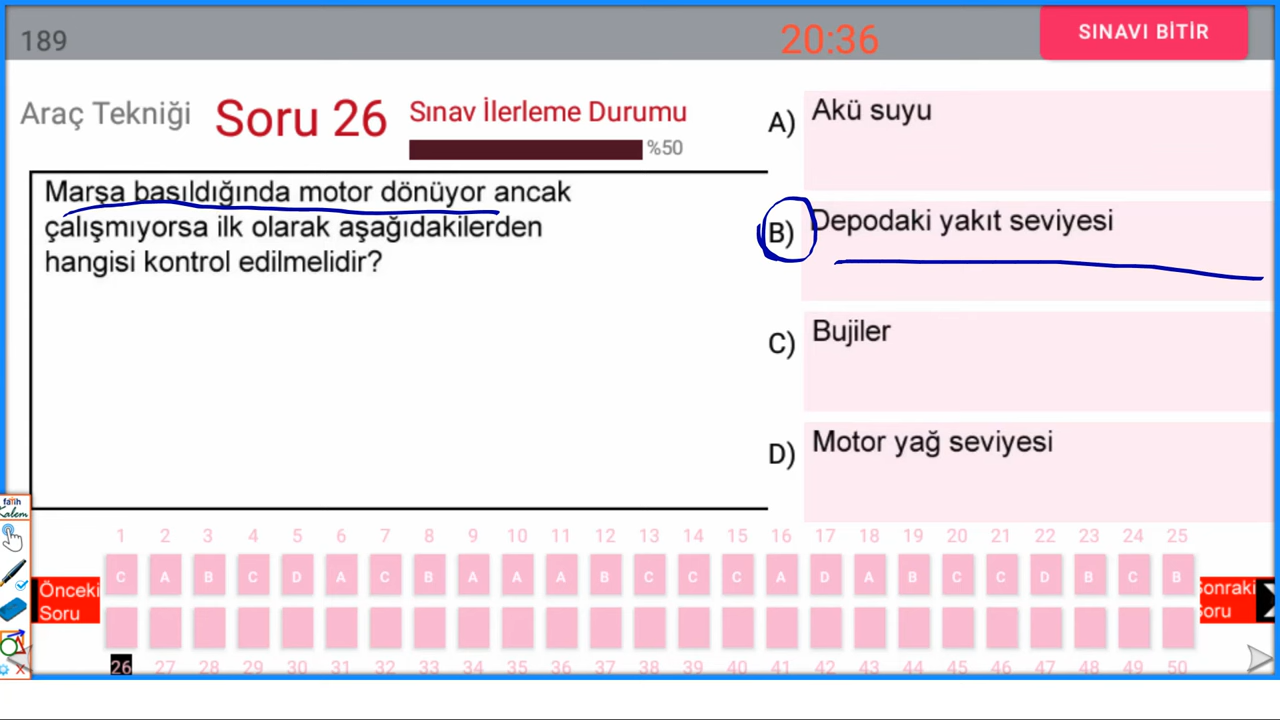 189
20:36
SINAVI BİTİR
Araç Tekniği
Soru 26
Sınav İlerleme Durumu
%50
Marşa basıldığında motor dönüyor ancak
çalışmıyorsa ilk olarak aşağıdakilerden
hangisi kontrol edilmelidir?
A) Akü suyu
B) Depodaki yakıt seviyesi
C) Bujiler
D) Motor yağ seviyesi
fatih
Kalem
1 2 3 4 5 6 7 8 9 10 11 12 13 14 15 16 17 18 19 20 21 22 23 24 25
C A B C D A C B A A A B C C C A D A B C C D B C B
Önceki
Soru
Sonraki
Soru
26 27 28 29 30 31 32 33 34 35 36 37 38 39 40 41 42 43 44 45 46 47 48 49 50